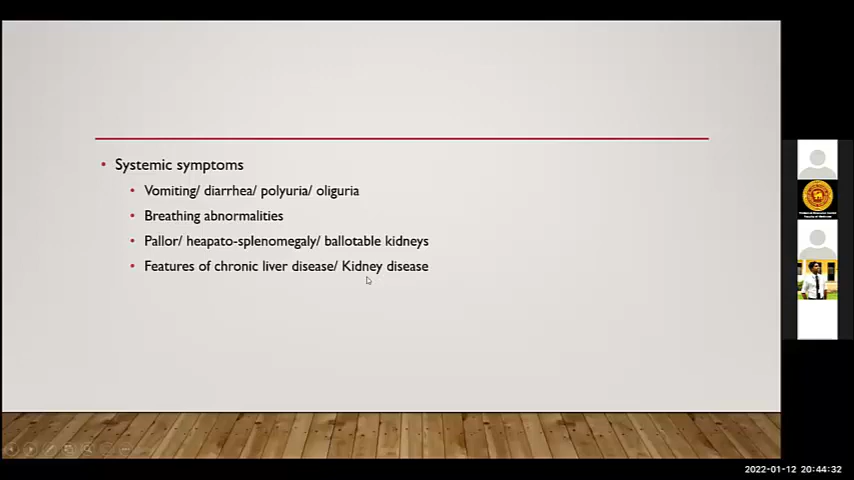 Systemic symptoms
Vomiting/ diarrhea/ polyuria/ oliguria
Breathing abnormalities
Pallor/ heapato-splenomegaly/ ballotable kidneys
Features of chronic liver disease/ Kidney disease
2022-01-12 20:44:32